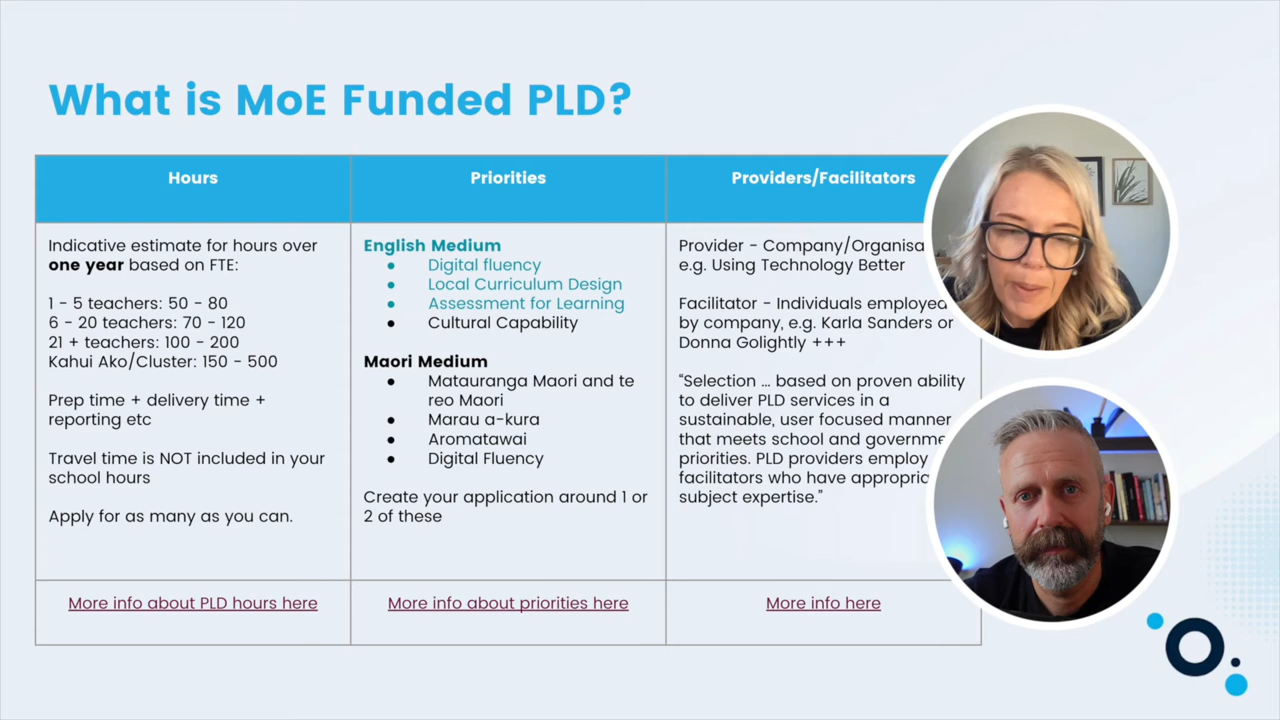 What is MoE Funded PLD?
Hours
Indicative estimate for hours over
one year based on FTE:
1 - 5 teachers: 50 - 80
6 - 20 teachers: 70 - 120
21 + teachers: 100 - 200
Kahui Ako/Cluster: 150 - 500
Prep time + delivery time +
reporting etc
Travel time is NOT included in your
school hours
Apply for as many as you can.
More info about PLD hours here
Priorities
English Medium
● Digital fluency
● Local Curriculum Design
● Assessment for Learning
● Cultural Capability
Maori Medium
● Matauranga Maori and te
reo Maori
● Marau a-kura
● Aromatawai
● Digital Fluency
Create your application around 1 or
2 of these
More info about priorities here
Providers/Facilitators
Provider - Company/Organisa
e.g. Using Technology Better
Facilitator - Individuals employed
by company, e.g. Karla Sanders or
Donna Golightly +++
“Selection ... based on proven ability
to deliver PLD services in a
sustainable, user focused manner
that meets school and governme
priorities. PLD providers employ
facilitators who have appropria
subject expertise.”
More info here